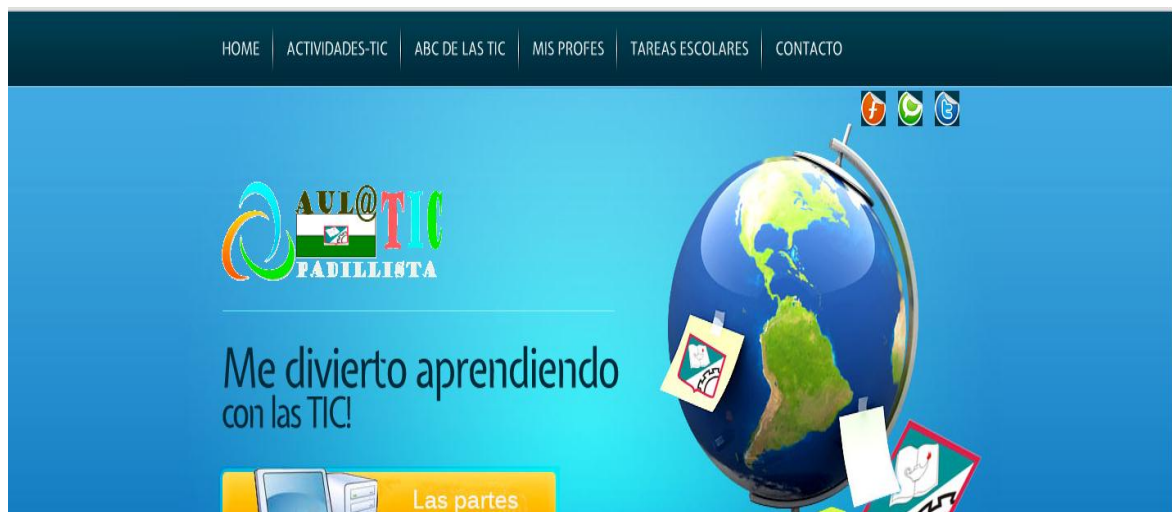 HOME ACTIVIDADES-TIC ABC DE LAS TIC MIS PROFES TAREAS ESCOLARES CONTACTO
AUL@TIC
PADILLISTA
Me divierto aprendiendo
con las TIC!
Las partes